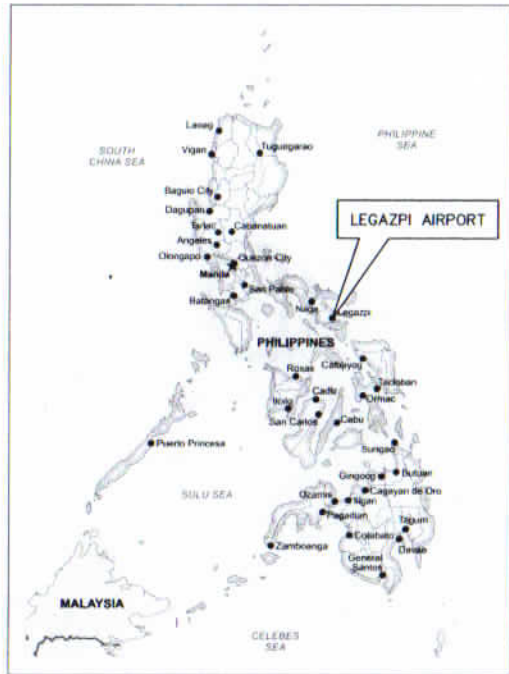 Laoag
SOUTH
CHINA SEA
PHILIPPINE
SEA
Vigan
Tuguegarao
Baguio City
Dagupan
LEGAZPI AIRPORT
Tarlac
Cabanatuan
Angeles
Olongapo
Quezon City
Manila
San Pablo
Batangas
Naga
Legazpi
PHILIPPINES
Catbayog
Roxas
Tacloban
Cadiz
Ormac
Iloilo
San Carlos
Cebu
Puerto Princesa
Surigao
Gingoog
Butuan
SULU SEA
Cagayan de Oro
Ozamis
Iligan
Pagadian
Tagum
Cotabato
Davao
Zamboanga
General
Santos
MALAYSIA
CELEBES
SEA